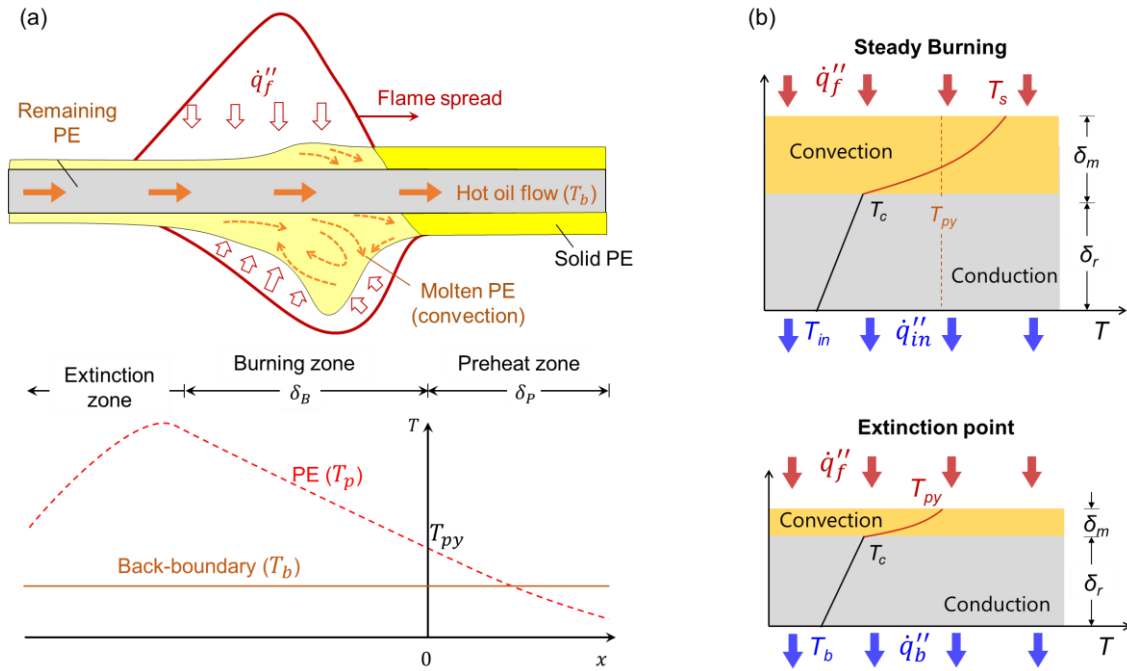 (a)
q̇″f
Remaining
PE
Flame spread
Hot oil flow (Tb)
Solid PE
Molten PE
(convection)
Extinction
zone
Burning zone
δB
Preheat zone
δP
T
PE (Tp)
Tpy
Back-boundary (Tb)
0
x
(b)
Steady Burning
q̇″f
Ts
Convection
δm
Tc
Tpy
δr
Conduction
Tin
q̇″in
T
Extinction point
q̇″f
Tpy
Convection
δm
Tc
δr
Conduction
Tb
q̇″b
T